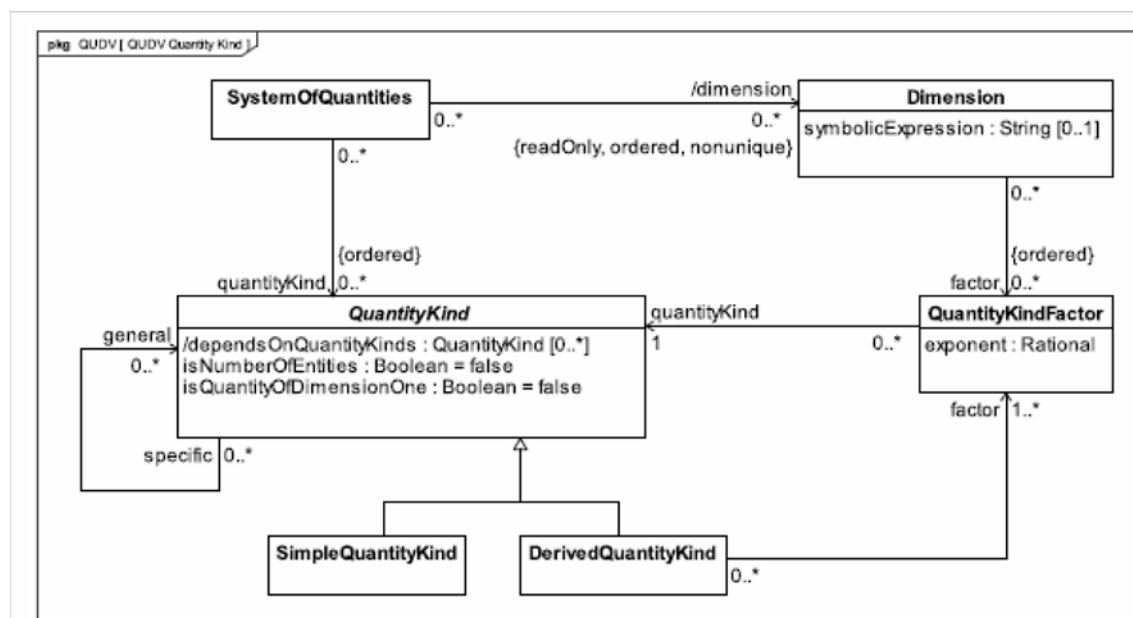 pkg QUDV [ QUDV Quantity Kind ]
SystemOfQuantities
/dimension
Dimension
0..*
0..*
symbolicExpression : String [0..1]
{readOnly, ordered, nonunique}
0..*
0..*
{ordered}
{ordered}
quantityKind
0..*
factor
0..*
QuantityKind
quantityKind
QuantityKindFactor
general
/dependsOnQuantityKinds : QuantityKind [0..*]
1
0..*
exponent : Rational
0..*
isNumberOfEntities : Boolean = false
isQuantityOfDimensionOne : Boolean = false
factor
1..*
specific
0..*
SimpleQuantityKind
DerivedQuantityKind
0..*